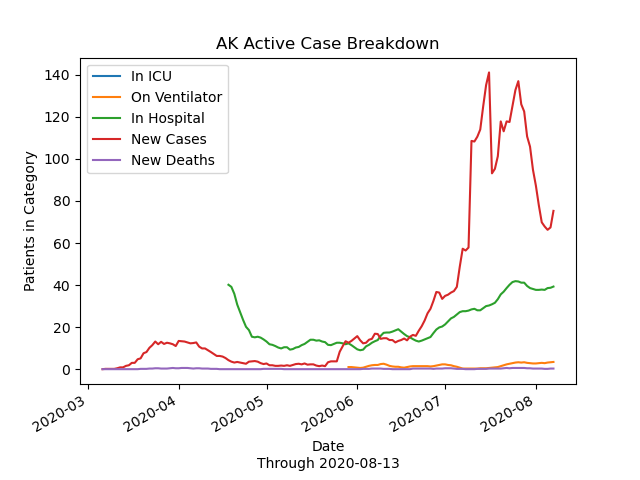 AK Active Case Breakdown
In ICU
On Ventilator
In Hospital
New Cases
New Deaths
Patients in Category
140
120
100
80
60
40
20
0
2020-03
2020-04
2020-05
2020-06
2020-07
2020-08
Date
Through 2020-08-13